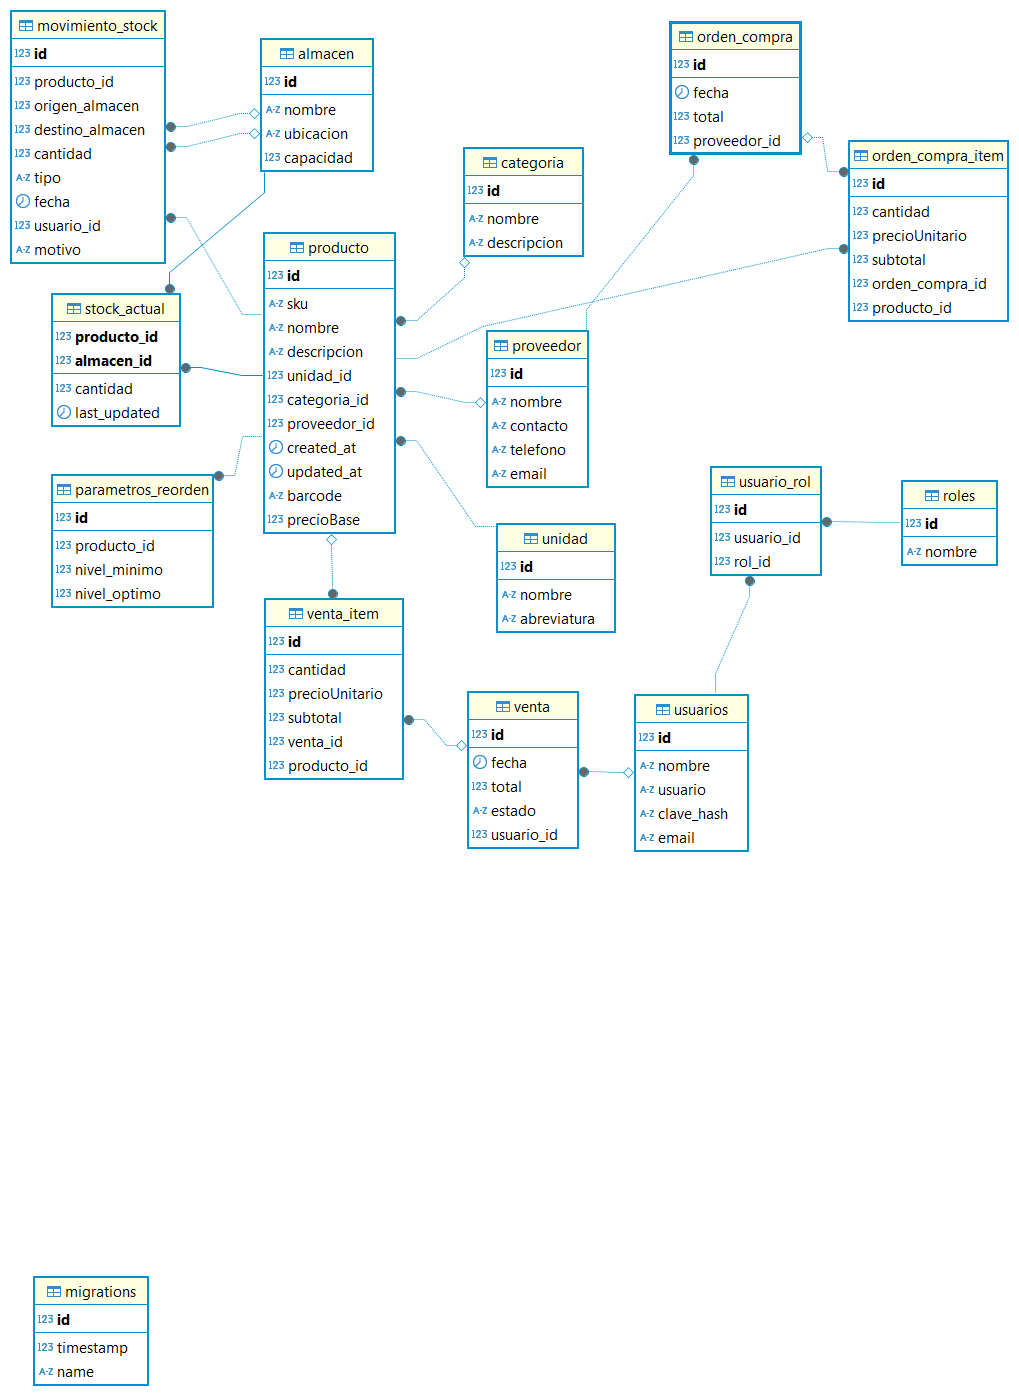 movimiento_stock
123 id
123 producto_id
123 origen_almacen
123 destino_almacen
123 cantidad
A-Z tipo
fecha
123 usuario_id
A-Z motivo
almacen
123 id
A-Z nombre
A-Z ubicacion
123 capacidad
orden_compra
123 id
fecha
123 total
123 proveedor_id
categoria
123 id
A-Z nombre
A-Z descripcion
orden_compra_item
123 id
123 cantidad
123 precioUnitario
123 subtotal
123 orden_compra_id
123 producto_id
producto
123 id
A-Z sku
A-Z nombre
A-Z descripcion
123 unidad_id
123 categoria_id
123 proveedor_id
created_at
updated_at
A-Z barcode
123 precioBase
stock_actual
123 producto_id
123 almacen_id
123 cantidad
last_updated
proveedor
123 id
A-Z nombre
A-Z contacto
A-Z telefono
A-Z email
parametros_reorden
123 id
123 producto_id
123 nivel_minimo
123 nivel_optimo
unidad
123 id
A-Z nombre
A-Z abreviatura
usuario_rol
123 id
123 usuario_id
123 rol_id
roles
123 id
A-Z nombre
venta_item
123 id
123 cantidad
123 precioUnitario
123 subtotal
123 venta_id
123 producto_id
venta
123 id
fecha
123 total
A-Z estado
123 usuario_id
usuarios
123 id
A-Z nombre
A-Z usuario
A-Z clave_hash
A-Z email
migrations
123 id
123 timestamp
A-Z name